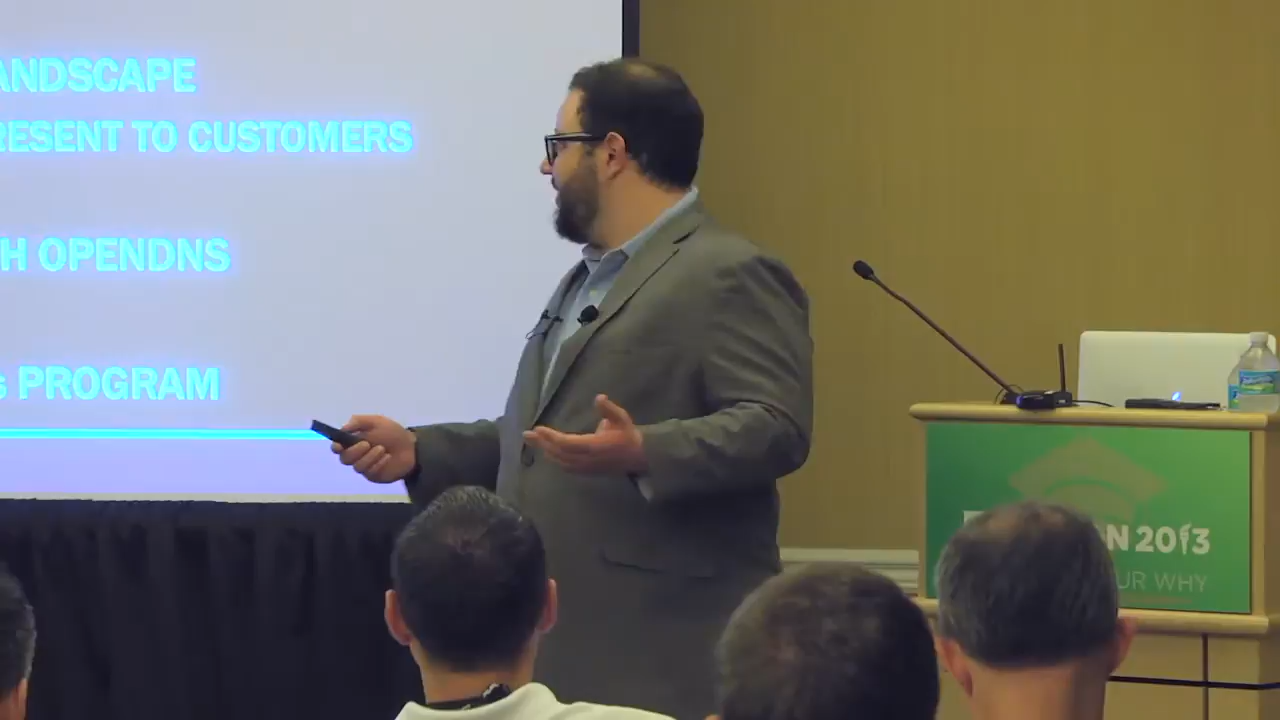 ANDSCAPE
RESENT TO CUSTOMERS
H OPENDNS
s PROGRAM
N 2013
UR WHY